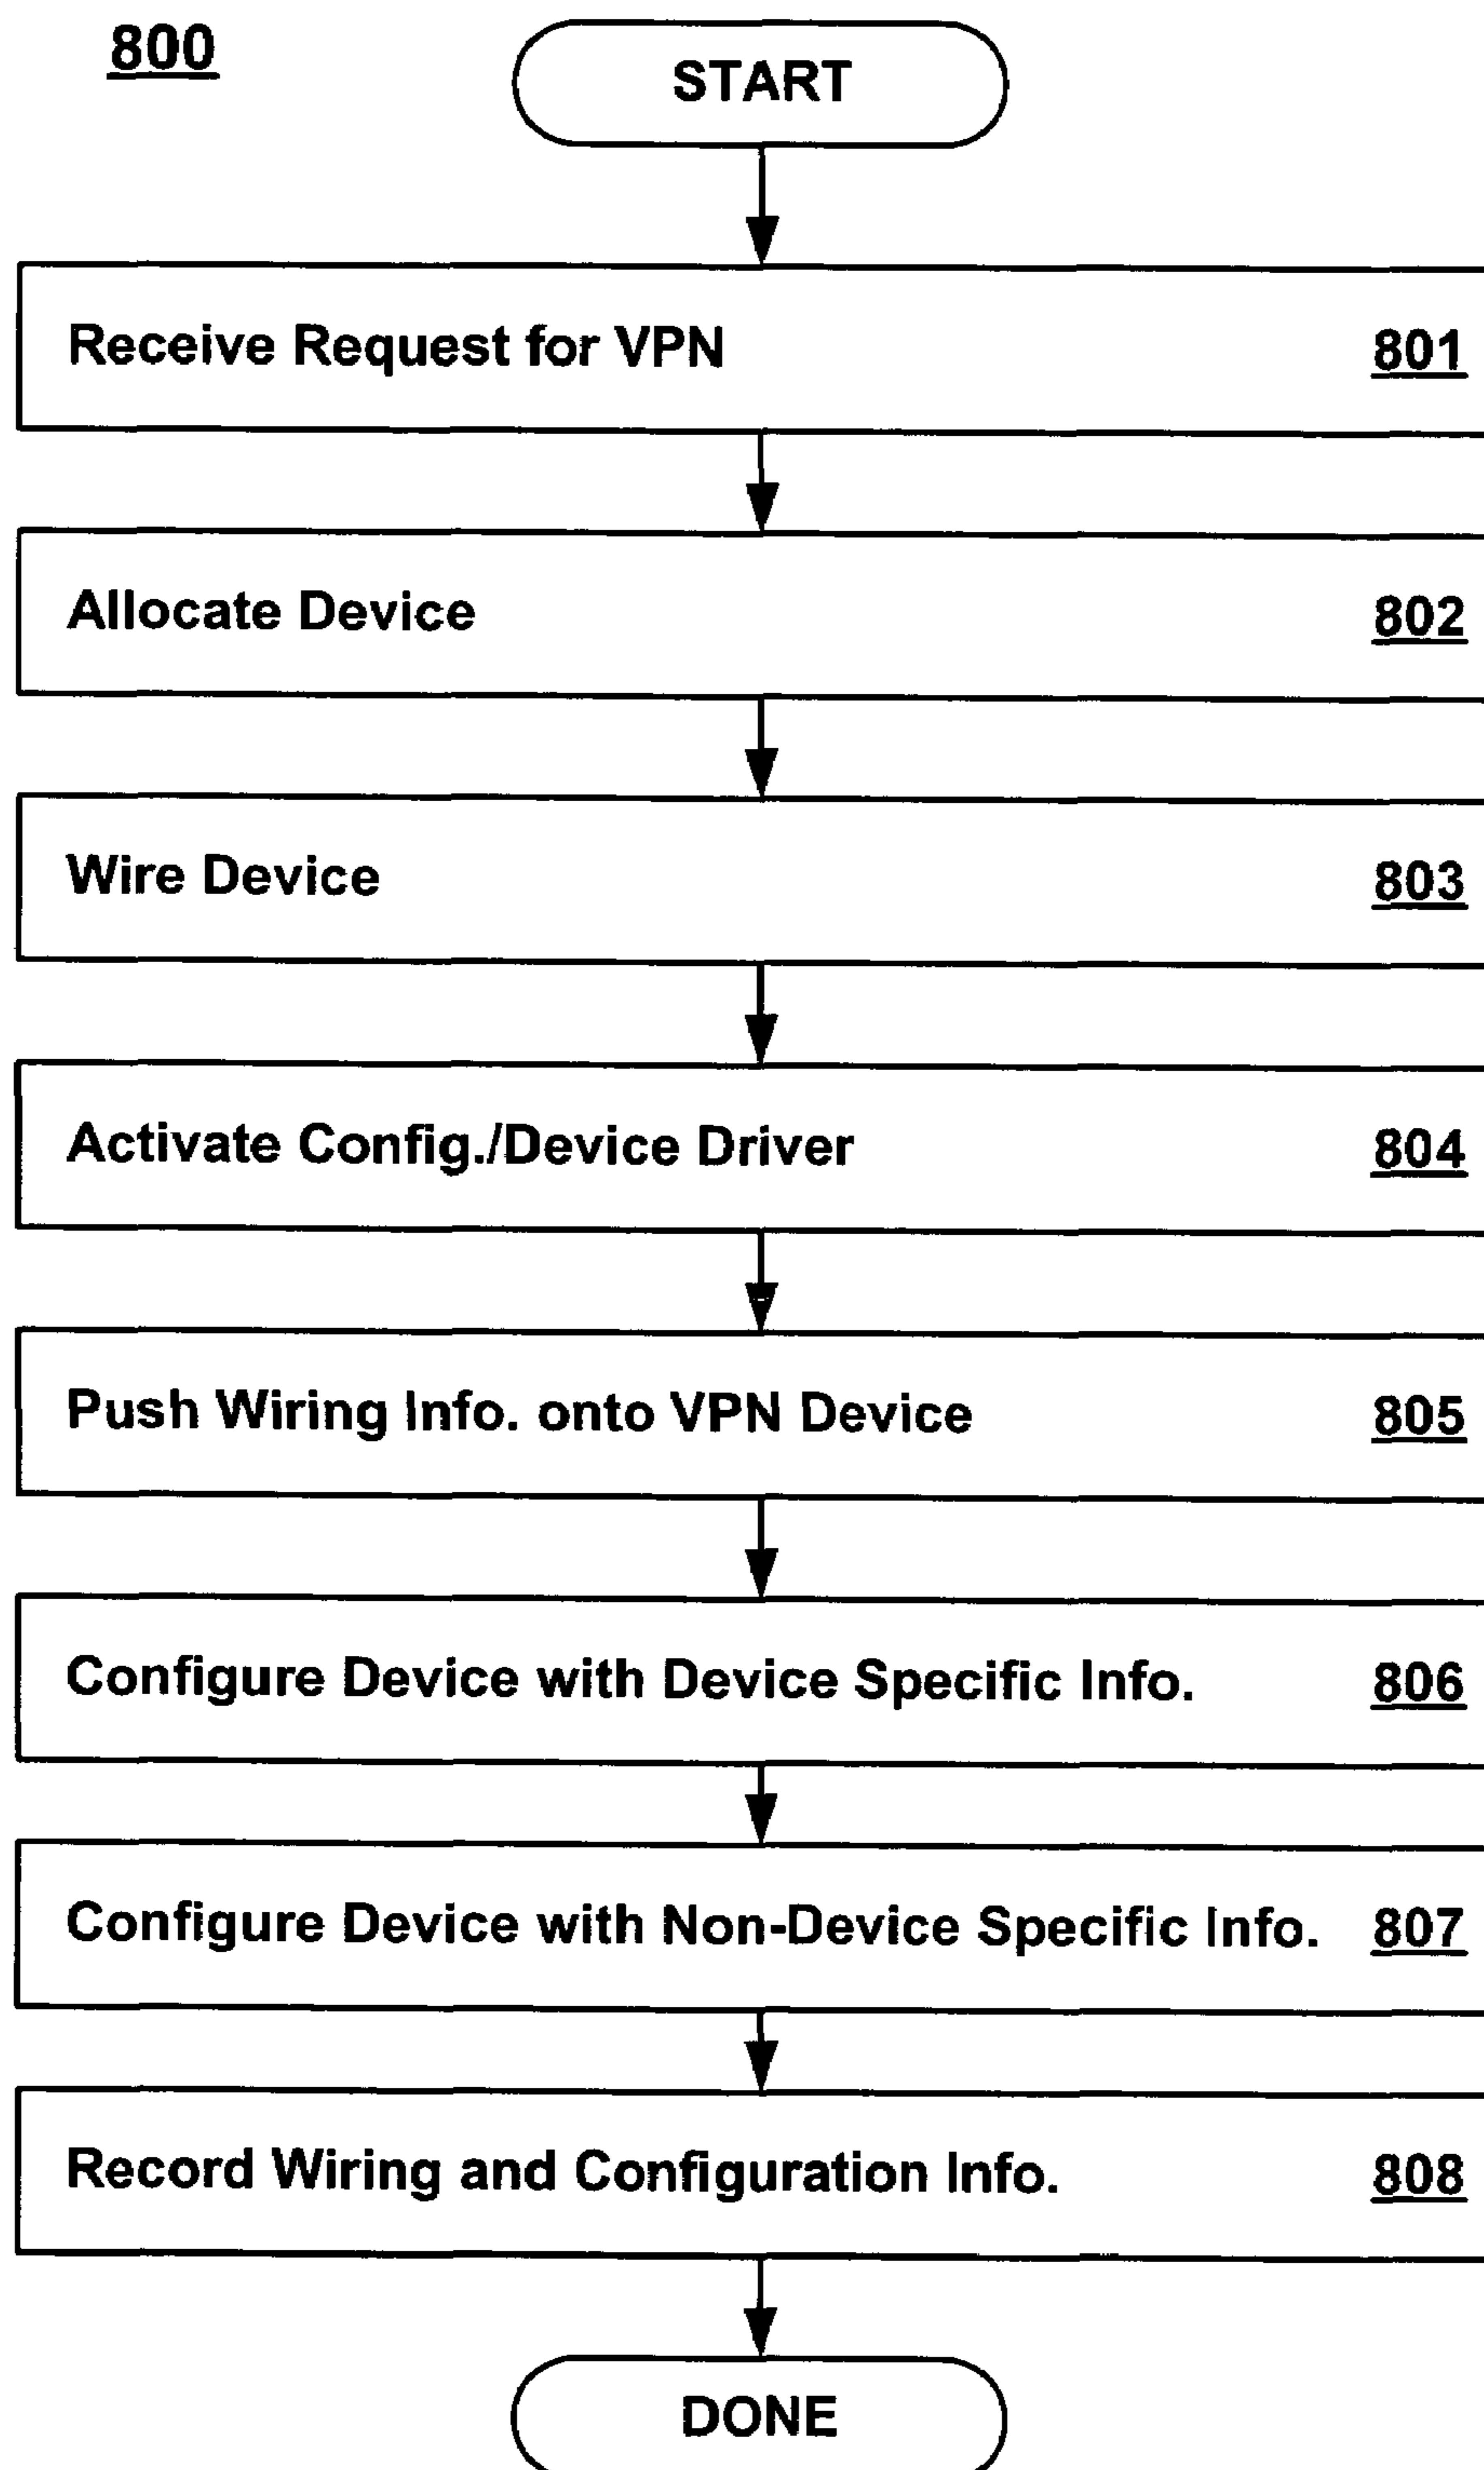 800
START
Receive Request for VPN 801
Allocate Device 802
Wire Device 803
Activate Config./Device Driver 804
Push Wiring Info. onto VPN Device 805
Configure Device with Device Specific Info. 806
Configure Device with Non-Device Specific Info. 807
Record Wiring and Configuration Info. 808
DONE